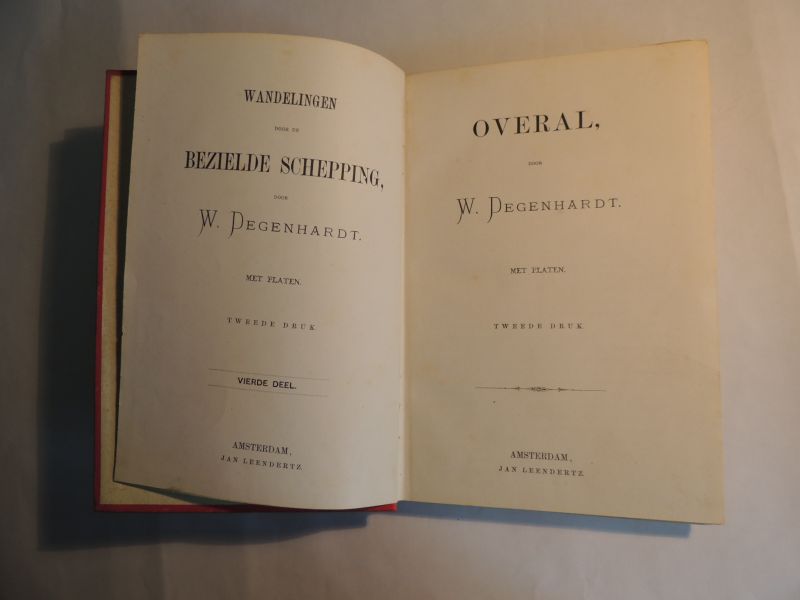 WANDELINGEN
DOOR DE
BEZIELDE SCHEPPING,
DOOR
W. DEGENHARDT.
MET PLATEN.
TWEEDE DRUK
VIERDE DEEL.
AMSTERDAM,
JAN LEENDERTZ.
OVERAL,
DOOR
W. DEGENHARDT.
MET PLATEN.
TWEEDE DRUK.
AMSTERDAM,
JAN LEENDERTZ.